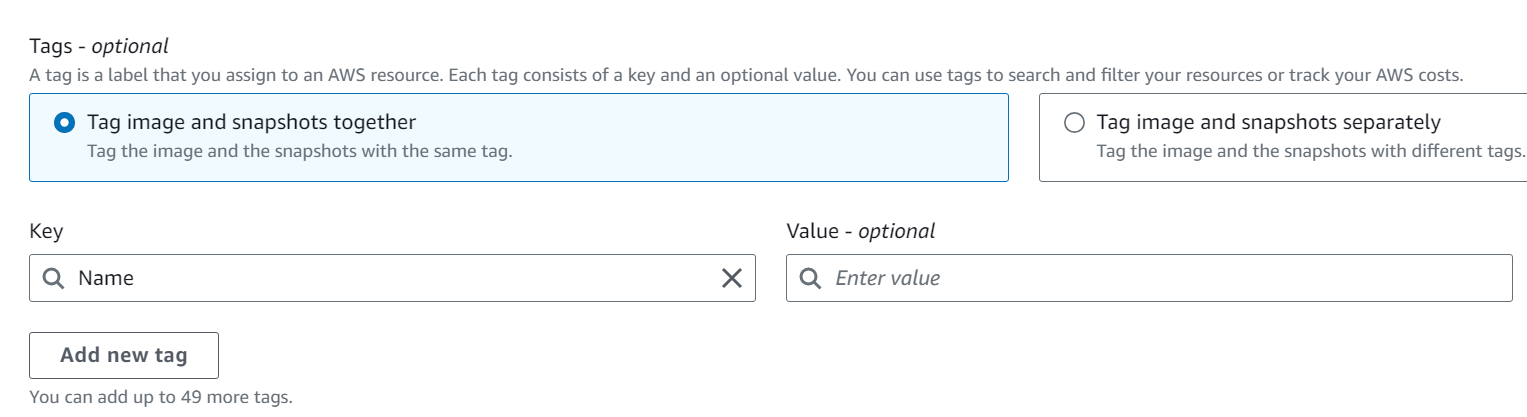 Tags - optional
A tag is a label that you assign to an AWS resource. Each tag consists of a key and an optional value. You can use tags to search and filter your resources or track your AWS costs.
Tag image and snapshots together
Tag the image and the snapshots with the same tag.
Tag image and snapshots separately
Tag the image and the snapshots with different tags.
Key
Value - optional
Name
Enter value
Add new tag
You can add up to 49 more tags.